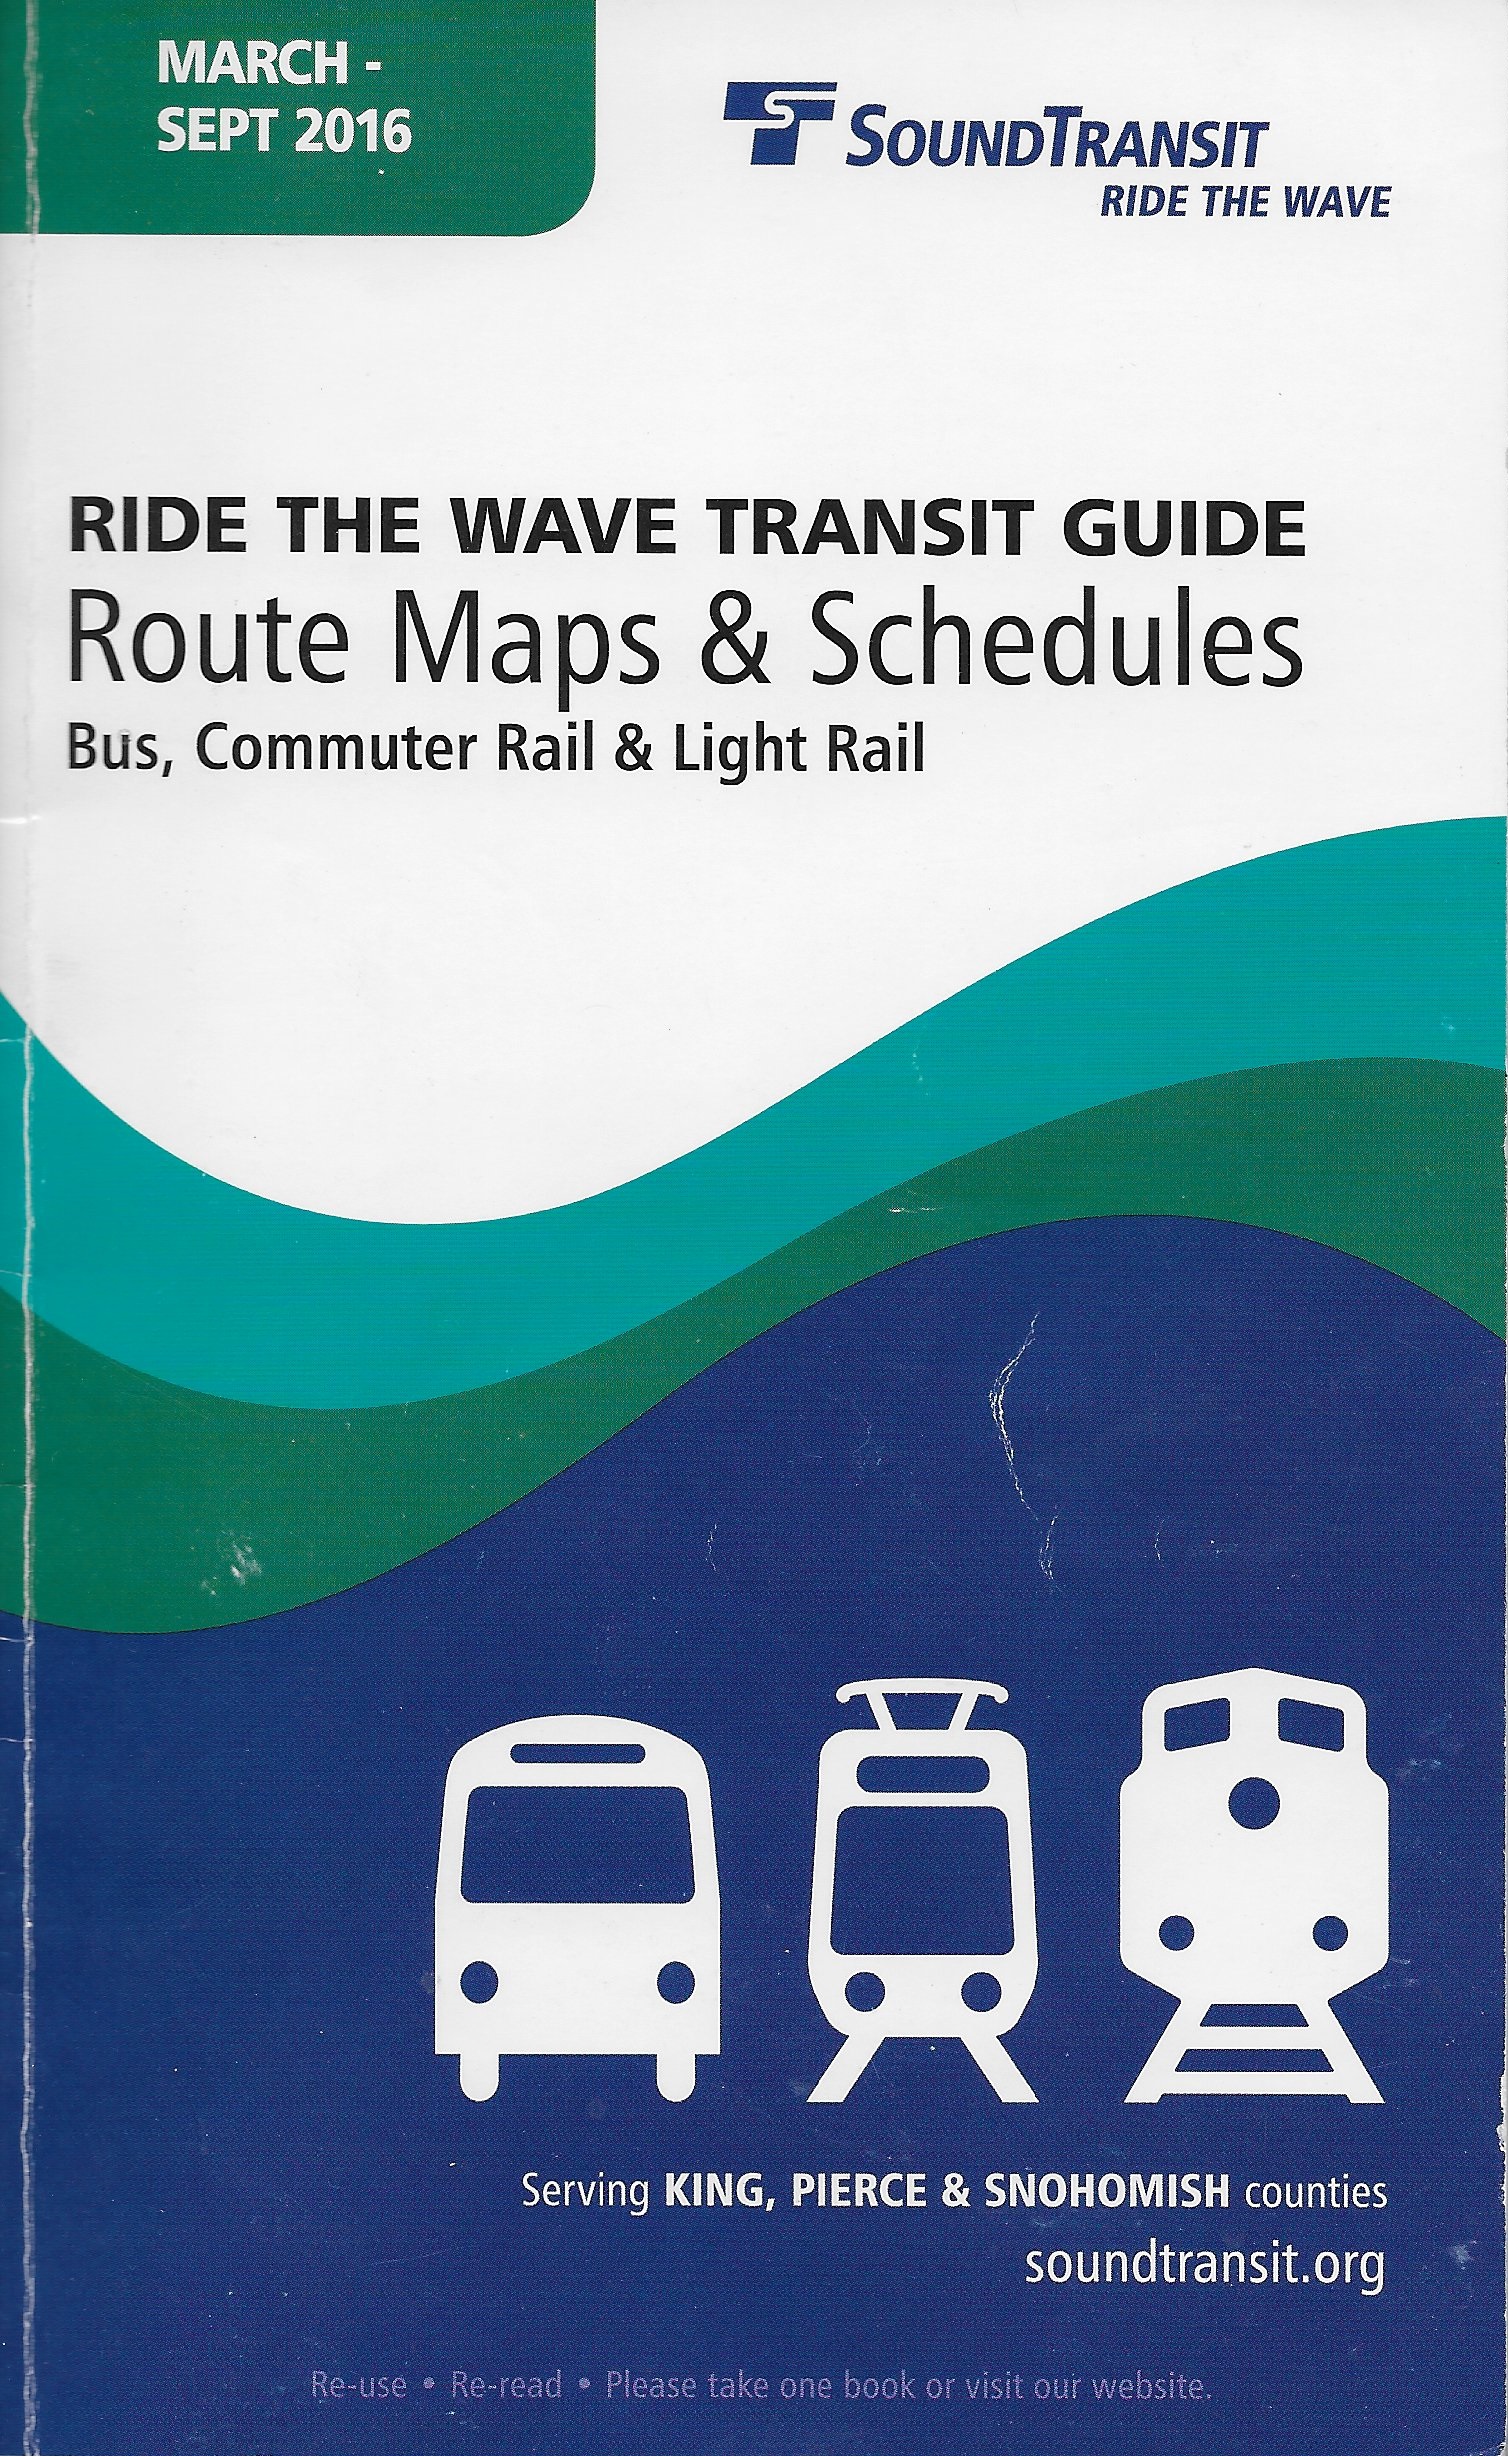 MARCH -
SEPT 2016
SOUNDTRANSIT
RIDE THE WAVE
RIDE THE WAVE TRANSIT GUIDE
Route Maps & Schedules
Bus, Commuter Rail & Light Rail
Serving KING, PIERCE & SNOHOMISH counties
soundtransit.org
Re-use • Re-read • Please take one book or visit our website.